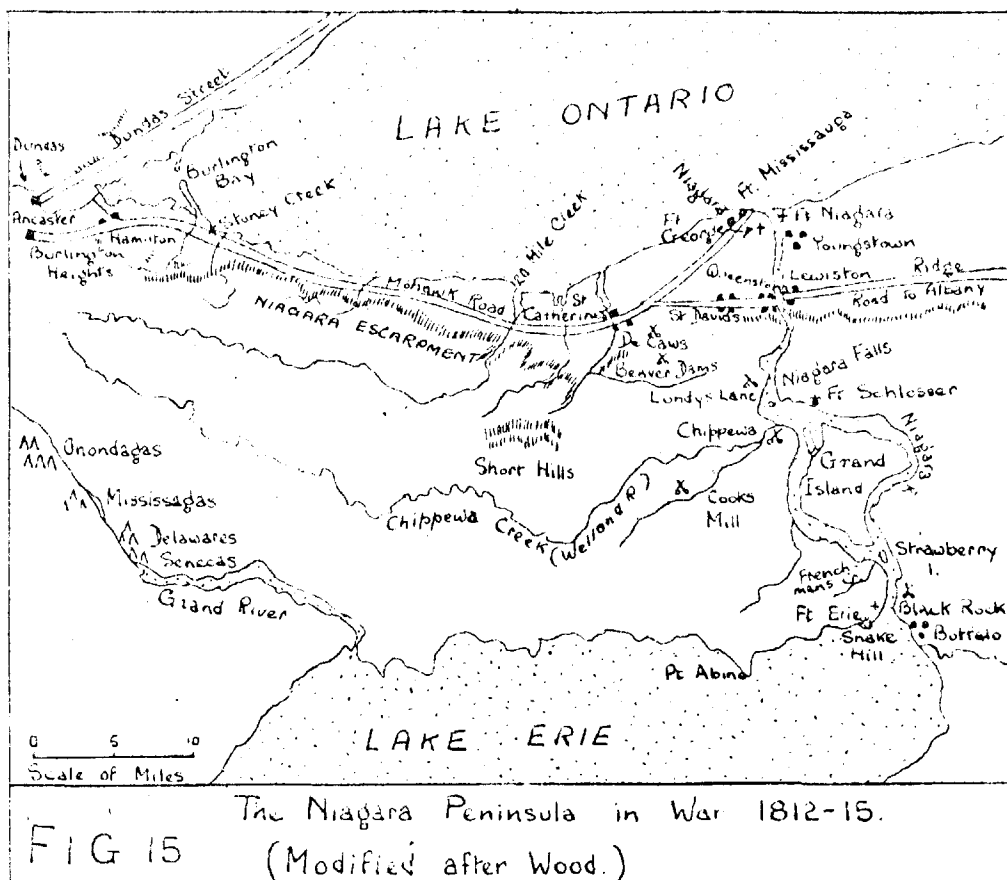 LAKE ONTARIO
Dundas Street
Dundas
Burlington
Bay
Stoney Creek
Ancaster
Hamilton
Burlington
Heights
NIAGARA ESCARPMENT
Mohawk Road
20 Mile Creek
St
Catherines
Niagara
Ft. Mississauga
Ft
George
Ft Niagara
Youngstown
Queenston
Lewiston
Ridge
Road To Albany
St Davids
De Caws
Beaver Dams
Niagara Falls
Lundys Lane
Ft Schlosser
Chippewa
Niagara
Grand
Island
Short Hills
Cooks
Mill
Chippewa Creek (Welland R)
Onondagas
Mississagas
Delawares
Senecas
Grand River
Strawberry
I.
French
mans
Ft Erie
Black Rock
Buffalo
Snake
Hill
Pt Abino
LAKE ERIE
0 5 10
Scale of Miles
FIG 15
The Niagara Peninsula in War 1812-15.
(Modified after Wood.)